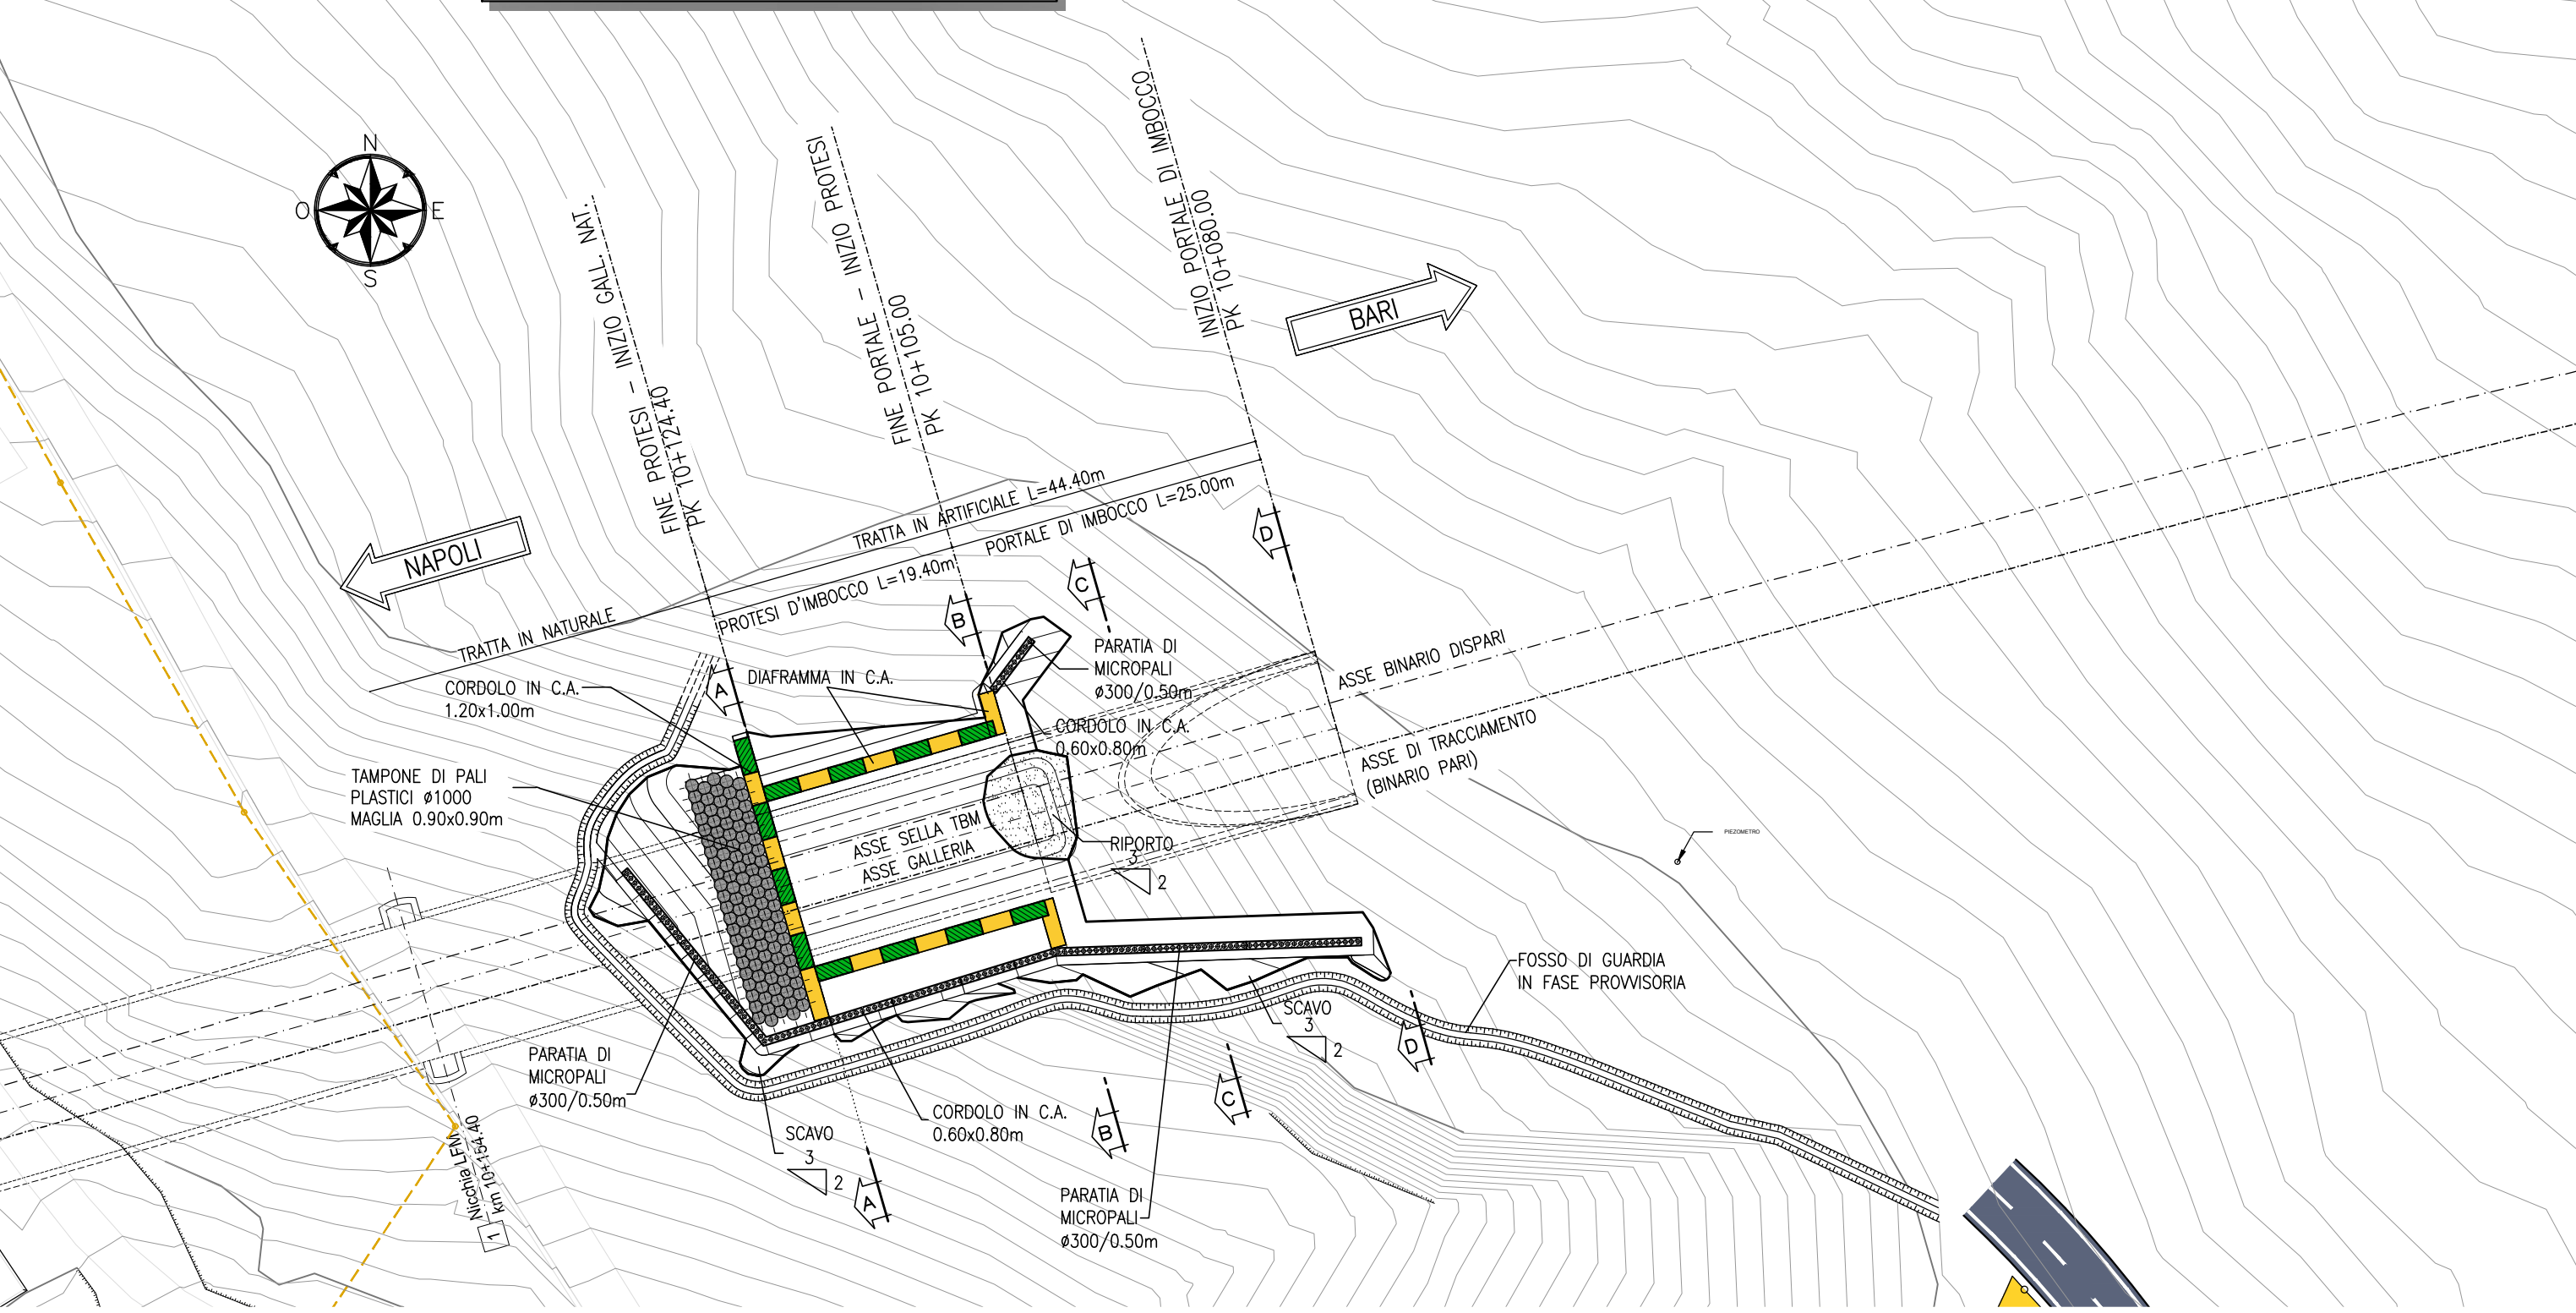 N
O
E
S
FINE PROTESI - INIZIO GALL. NAT.
PK 10+124.40
FINE PORTALE - INIZIO PROTESI
PK 10+105.00
INIZIO PORTALE DI IMBOCCO
PK 10+080.00
BARI
NAPOLI
TRATTA IN NATURALE
TRATTA IN ARTIFICIALE L=44.40m
PROTESI D'IMBOCCO L=19.40m
PORTALE DI IMBOCCO L=25.00m
A
B
C
D
CORDOLO IN C.A.
1.20x1.00m
DIAFRAMMA IN C.A.
PARATIA DI
MICROPALI
ø300/0.50m
CORDOLO IN C.A.
0.60x0.80m
ASSE BINARIO DISPARI
ASSE DI TRACCIAMENTO
(BINARIO PARI)
TAMPONE DI PALI
PLASTICI ø1000
MAGLIA 0.90x0.90m
ASSE SELLA TBM
ASSE GALLERIA
RIPORTO
3
2
PIEZOMETRO
FOSSO DI GUARDIA
IN FASE PROVVISORIA
SCAVO
3
2
D
PARATIA DI
MICROPALI
ø300/0.50m
CORDOLO IN C.A.
0.60x0.80m
C
B
SCAVO
3
2
A
PARATIA DI
MICROPALI
ø300/0.50m
Nicchia LFM
km 10+154.40
1